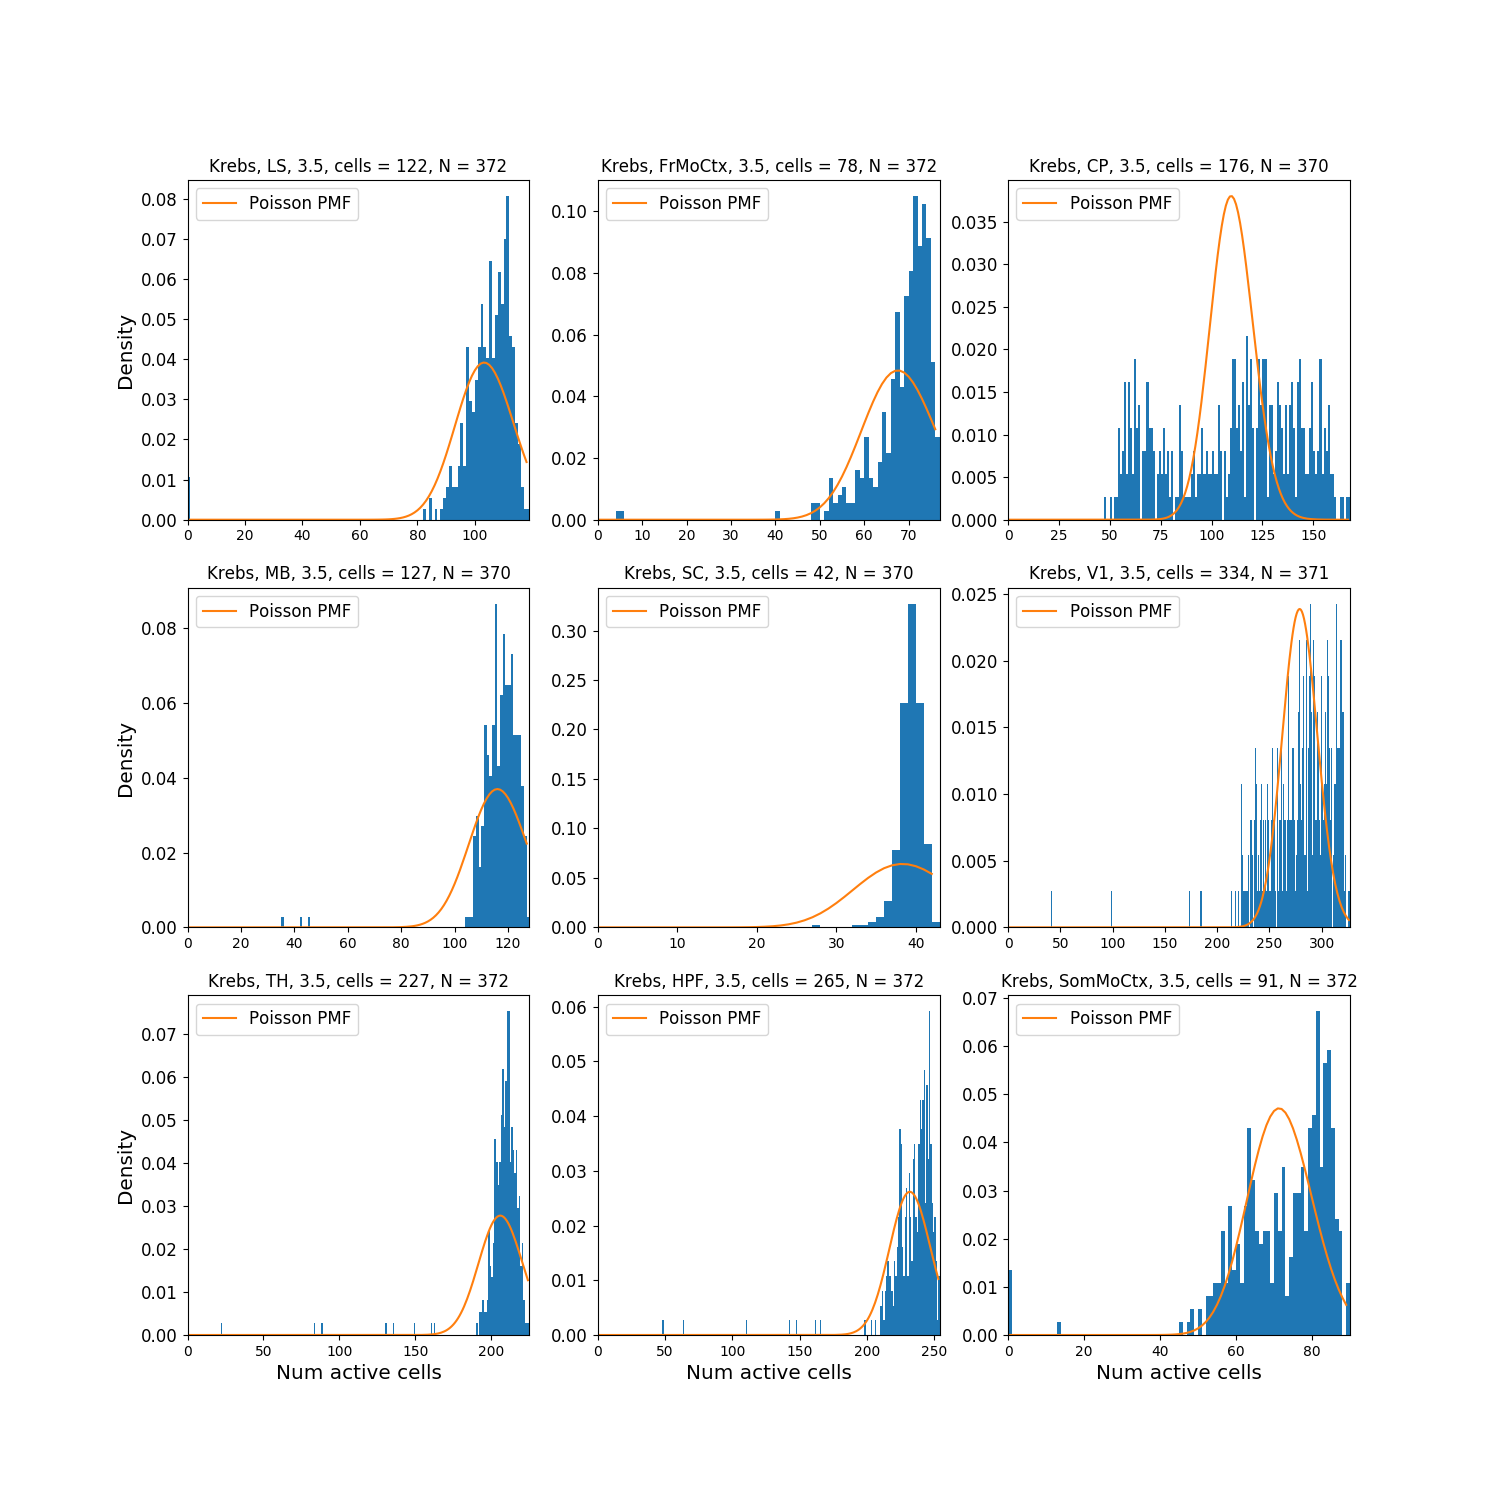 Krebs, LS, 3.5, cells = 122, N = 372
Poisson PMF
Density
0.08
0.07
0.06
0.05
0.04
0.03
0.02
0.01
0.00
0 20 40 60 80 100
Krebs, FrMoCtx, 3.5, cells = 78, N = 372
Poisson PMF
0.10
0.08
0.06
0.04
0.02
0.00
0 10 20 30 40 50 60 70
Krebs, CP, 3.5, cells = 176, N = 370
Poisson PMF
0.035
0.030
0.025
0.020
0.015
0.010
0.005
0.000
0 25 50 75 100 125 150
Krebs, MB, 3.5, cells = 127, N = 370
Poisson PMF
Density
0.08
0.06
0.04
0.02
0.00
0 20 40 60 80 100 120
Krebs, SC, 3.5, cells = 42, N = 370
Poisson PMF
0.30
0.25
0.20
0.15
0.10
0.05
0.00
0 10 20 30 40
Krebs, V1, 3.5, cells = 334, N = 371
Poisson PMF
0.025
0.020
0.015
0.010
0.005
0.000
0 50 100 150 200 250 300
Krebs, TH, 3.5, cells = 227, N = 372
Poisson PMF
Density
0.07
0.06
0.05
0.04
0.03
0.02
0.01
0.00
0 50 100 150 200
Num active cells
Krebs, HPF, 3.5, cells = 265, N = 372
Poisson PMF
0.06
0.05
0.04
0.03
0.02
0.01
0.00
0 50 100 150 200 250
Num active cells
Krebs, SomMoCtx, 3.5, cells = 91, N = 372
Poisson PMF
0.07
0.06
0.05
0.04
0.03
0.02
0.01
0.00
0 20 40 60 80
Num active cells